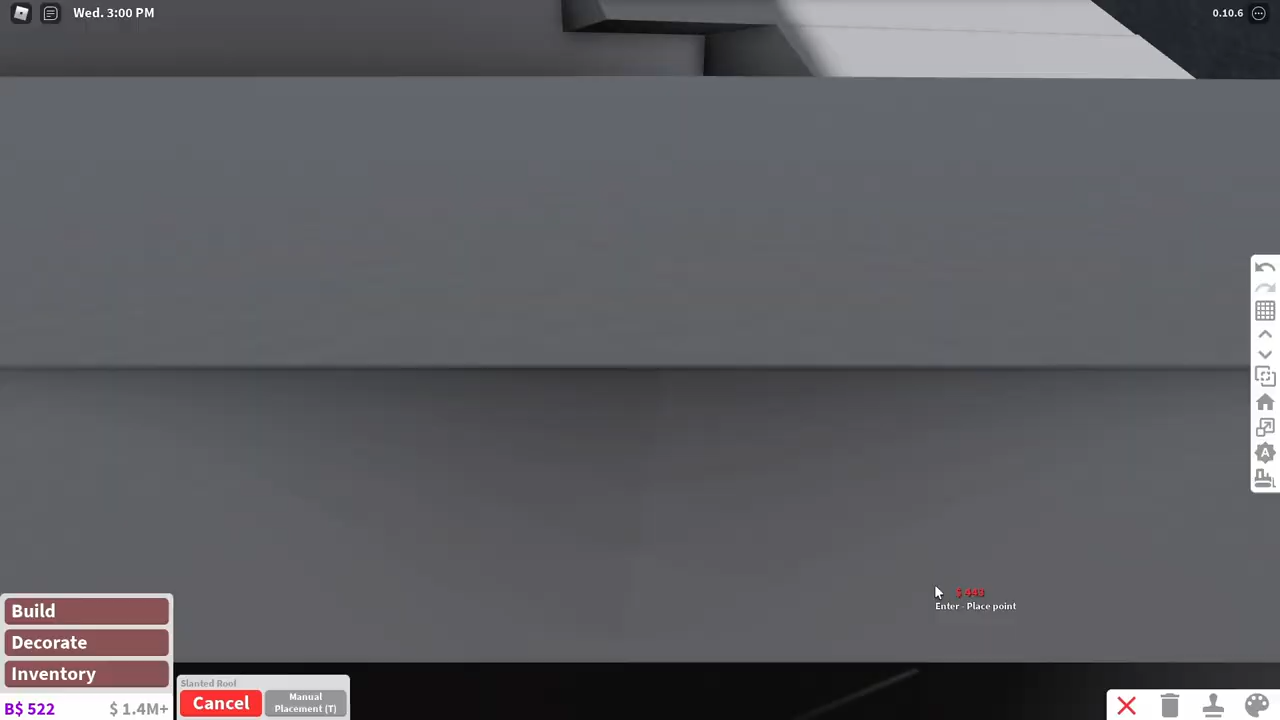 Wed. 3:00 PM
0.10.6
$ 443
Enter - Place point
Build
Decorate
Inventory
B$ 522
$ 1.4M+
Slanted Roof
Cancel
Manual
Placement (T)
A